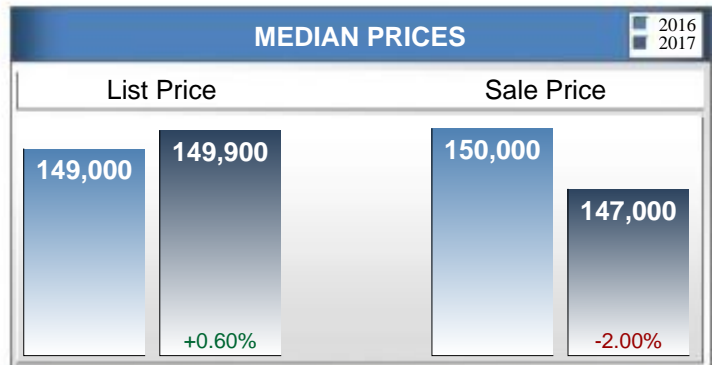 MEDIAN PRICES
2016
2017
List Price
Sale Price
149,000
149,900
150,000
147,000
+0.60%
-2.00%